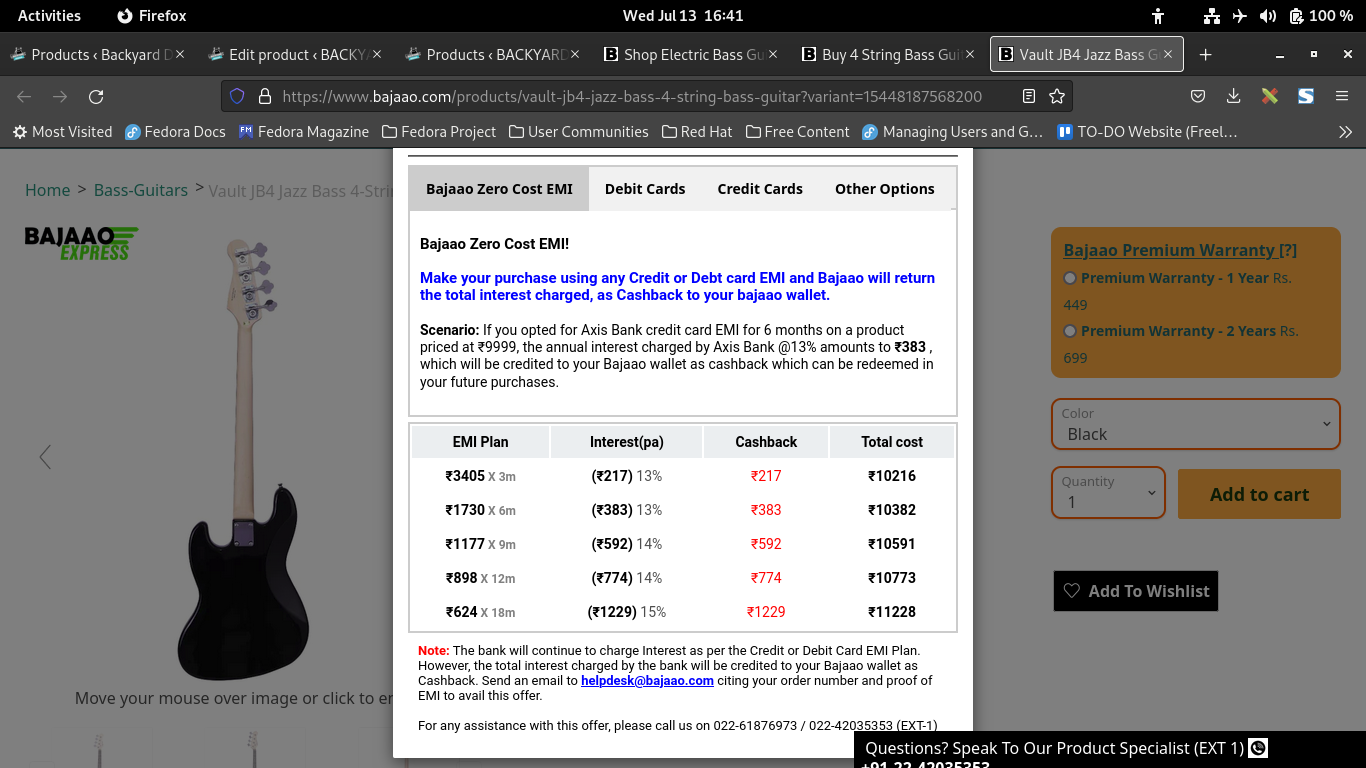 Activities Firefox Wed Jul 13 16:41 100 %
Products ‹ Backyard D Edit product ‹ BACKYA Products ‹ BACKYARD Shop Electric Bass Gu Buy 4 String Bass Guit Vault JB4 Jazz Bass G
https://www.bajaao.com/products/vault-jb4-jazz-bass-4-string-bass-guitar?variant=15448187568200
Most Visited Fedora Docs Fedora Magazine Fedora Project User Communities Red Hat Free Content Managing Users and G… TO-DO Website (Freel…
Home > Bass-Guitars > Vault JB4 Jazz Bass 4-Stri
BAJAAO
EXPRESS
Move your mouse over image or click to en
Bajaao Zero Cost EMI Debit Cards Credit Cards Other Options
Bajaao Zero Cost EMI!
Make your purchase using any Credit or Debt card EMI and Bajaao will return
the total interest charged, as Cashback to your bajaao wallet.
Scenario: If you opted for Axis Bank credit card EMI for 6 months on a product
priced at ₹9999, the annual interest charged by Axis Bank @13% amounts to ₹383 ,
which will be credited to your Bajaao wallet as cashback which can be redeemed in
your future purchases.
EMI Plan Interest(pa) Cashback Total cost
₹3405 X 3m (₹217) 13% ₹217 ₹10216
₹1730 X 6m (₹383) 13% ₹383 ₹10382
₹1177 X 9m (₹592) 14% ₹592 ₹10591
₹898 X 12m (₹774) 14% ₹774 ₹10773
₹624 X 18m (₹1229) 15% ₹1229 ₹11228
Note: The bank will continue to charge Interest as per the Credit or Debit Card EMI Plan.
However, the total interest charged by the bank will be credited to your Bajaao wallet as
Cashback. Send an email to helpdesk@bajaao.com citing your order number and proof of
EMI to avail this offer.
For any assistance with this offer, please call us on 022-61876973 / 022-42035353 (EXT-1)
Bajaao Premium Warranty [?]
Premium Warranty - 1 Year Rs.
449
Premium Warranty - 2 Years Rs.
699
Color
Black
Quantity
1
Add to cart
Add To Wishlist
Questions? Speak To Our Product Specialist (EXT 1)
+91-22-42035353